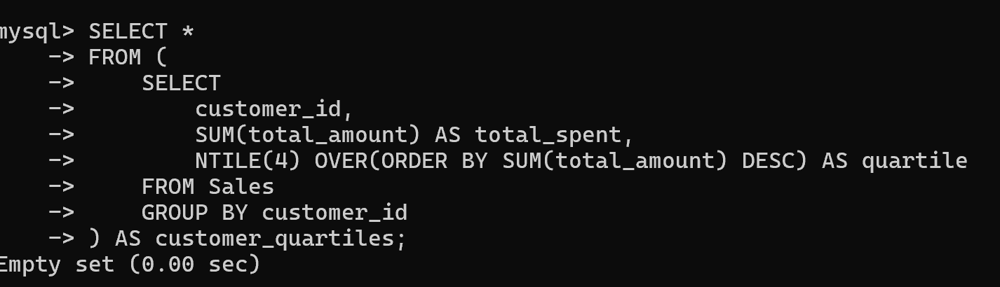 mysql> SELECT *
    -> FROM (
    ->     SELECT
    ->         customer_id,
    ->         SUM(total_amount) AS total_spent,
    ->         NTILE(4) OVER(ORDER BY SUM(total_amount) DESC) AS quartile
    ->     FROM Sales
    ->     GROUP BY customer_id
    -> ) AS customer_quartiles;
Empty set (0.00 sec)